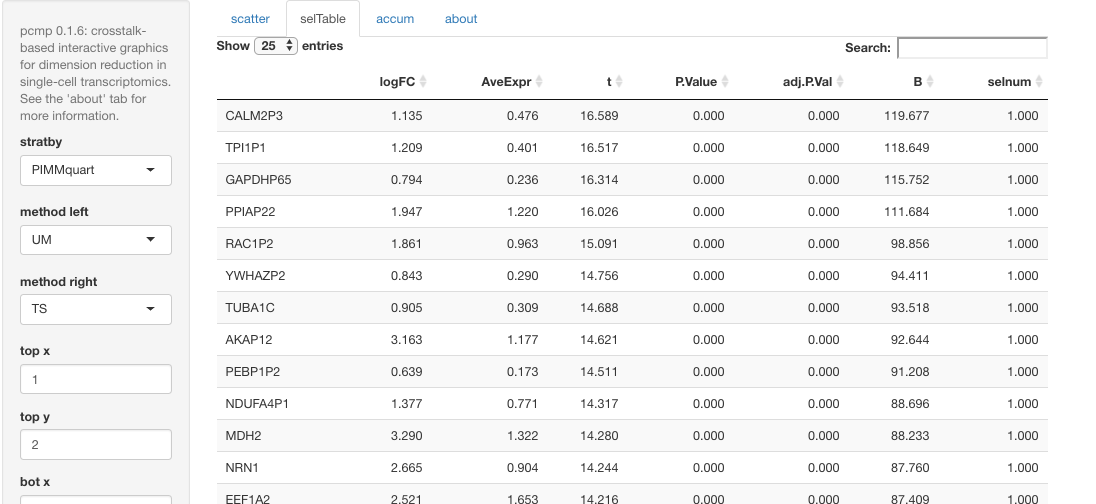 pcmp 0.1.6: crosstalk-
based interactive graphics
for dimension reduction in
single-cell transcriptomics.
See the 'about' tab for
more information.
stratby
PIMMquart
method left
UM
method right
TS
top x
1
top y
2
bot x
scatter selTable accum about
Show 25 entries Search:
logFC AveExpr t P.Value adj.P.Val B selnum
CALM2P3 1.135 0.476 16.589 0.000 0.000 119.677 1.000
TPI1P1 1.209 0.401 16.517 0.000 0.000 118.649 1.000
GAPDHP65 0.794 0.236 16.314 0.000 0.000 115.752 1.000
PPIAP22 1.947 1.220 16.026 0.000 0.000 111.684 1.000
RAC1P2 1.861 0.963 15.091 0.000 0.000 98.856 1.000
YWHAZP2 0.843 0.290 14.756 0.000 0.000 94.411 1.000
TUBA1C 0.905 0.309 14.688 0.000 0.000 93.518 1.000
AKAP12 3.163 1.177 14.621 0.000 0.000 92.644 1.000
PEBP1P2 0.639 0.173 14.511 0.000 0.000 91.208 1.000
NDUFA4P1 1.377 0.771 14.317 0.000 0.000 88.696 1.000
MDH2 3.290 1.322 14.280 0.000 0.000 88.233 1.000
NRN1 2.665 0.904 14.244 0.000 0.000 87.760 1.000
EEF1A2 2.521 1.653 14.216 0.000 0.000 87.409 1.000